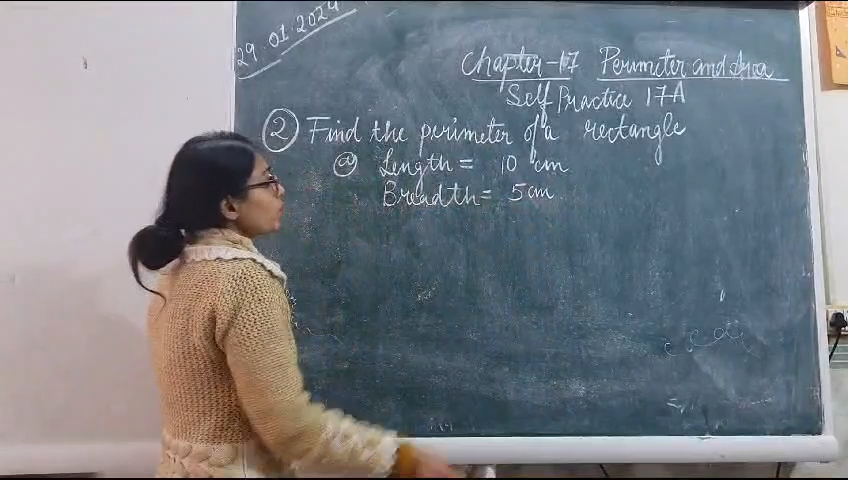 29.01.2024
Chapter-17 Perimeter and Area
Self Practice 17A
② Find the perimeter of a rectangle
ⓐ Length = 10 cm
Breadth = 5 cm